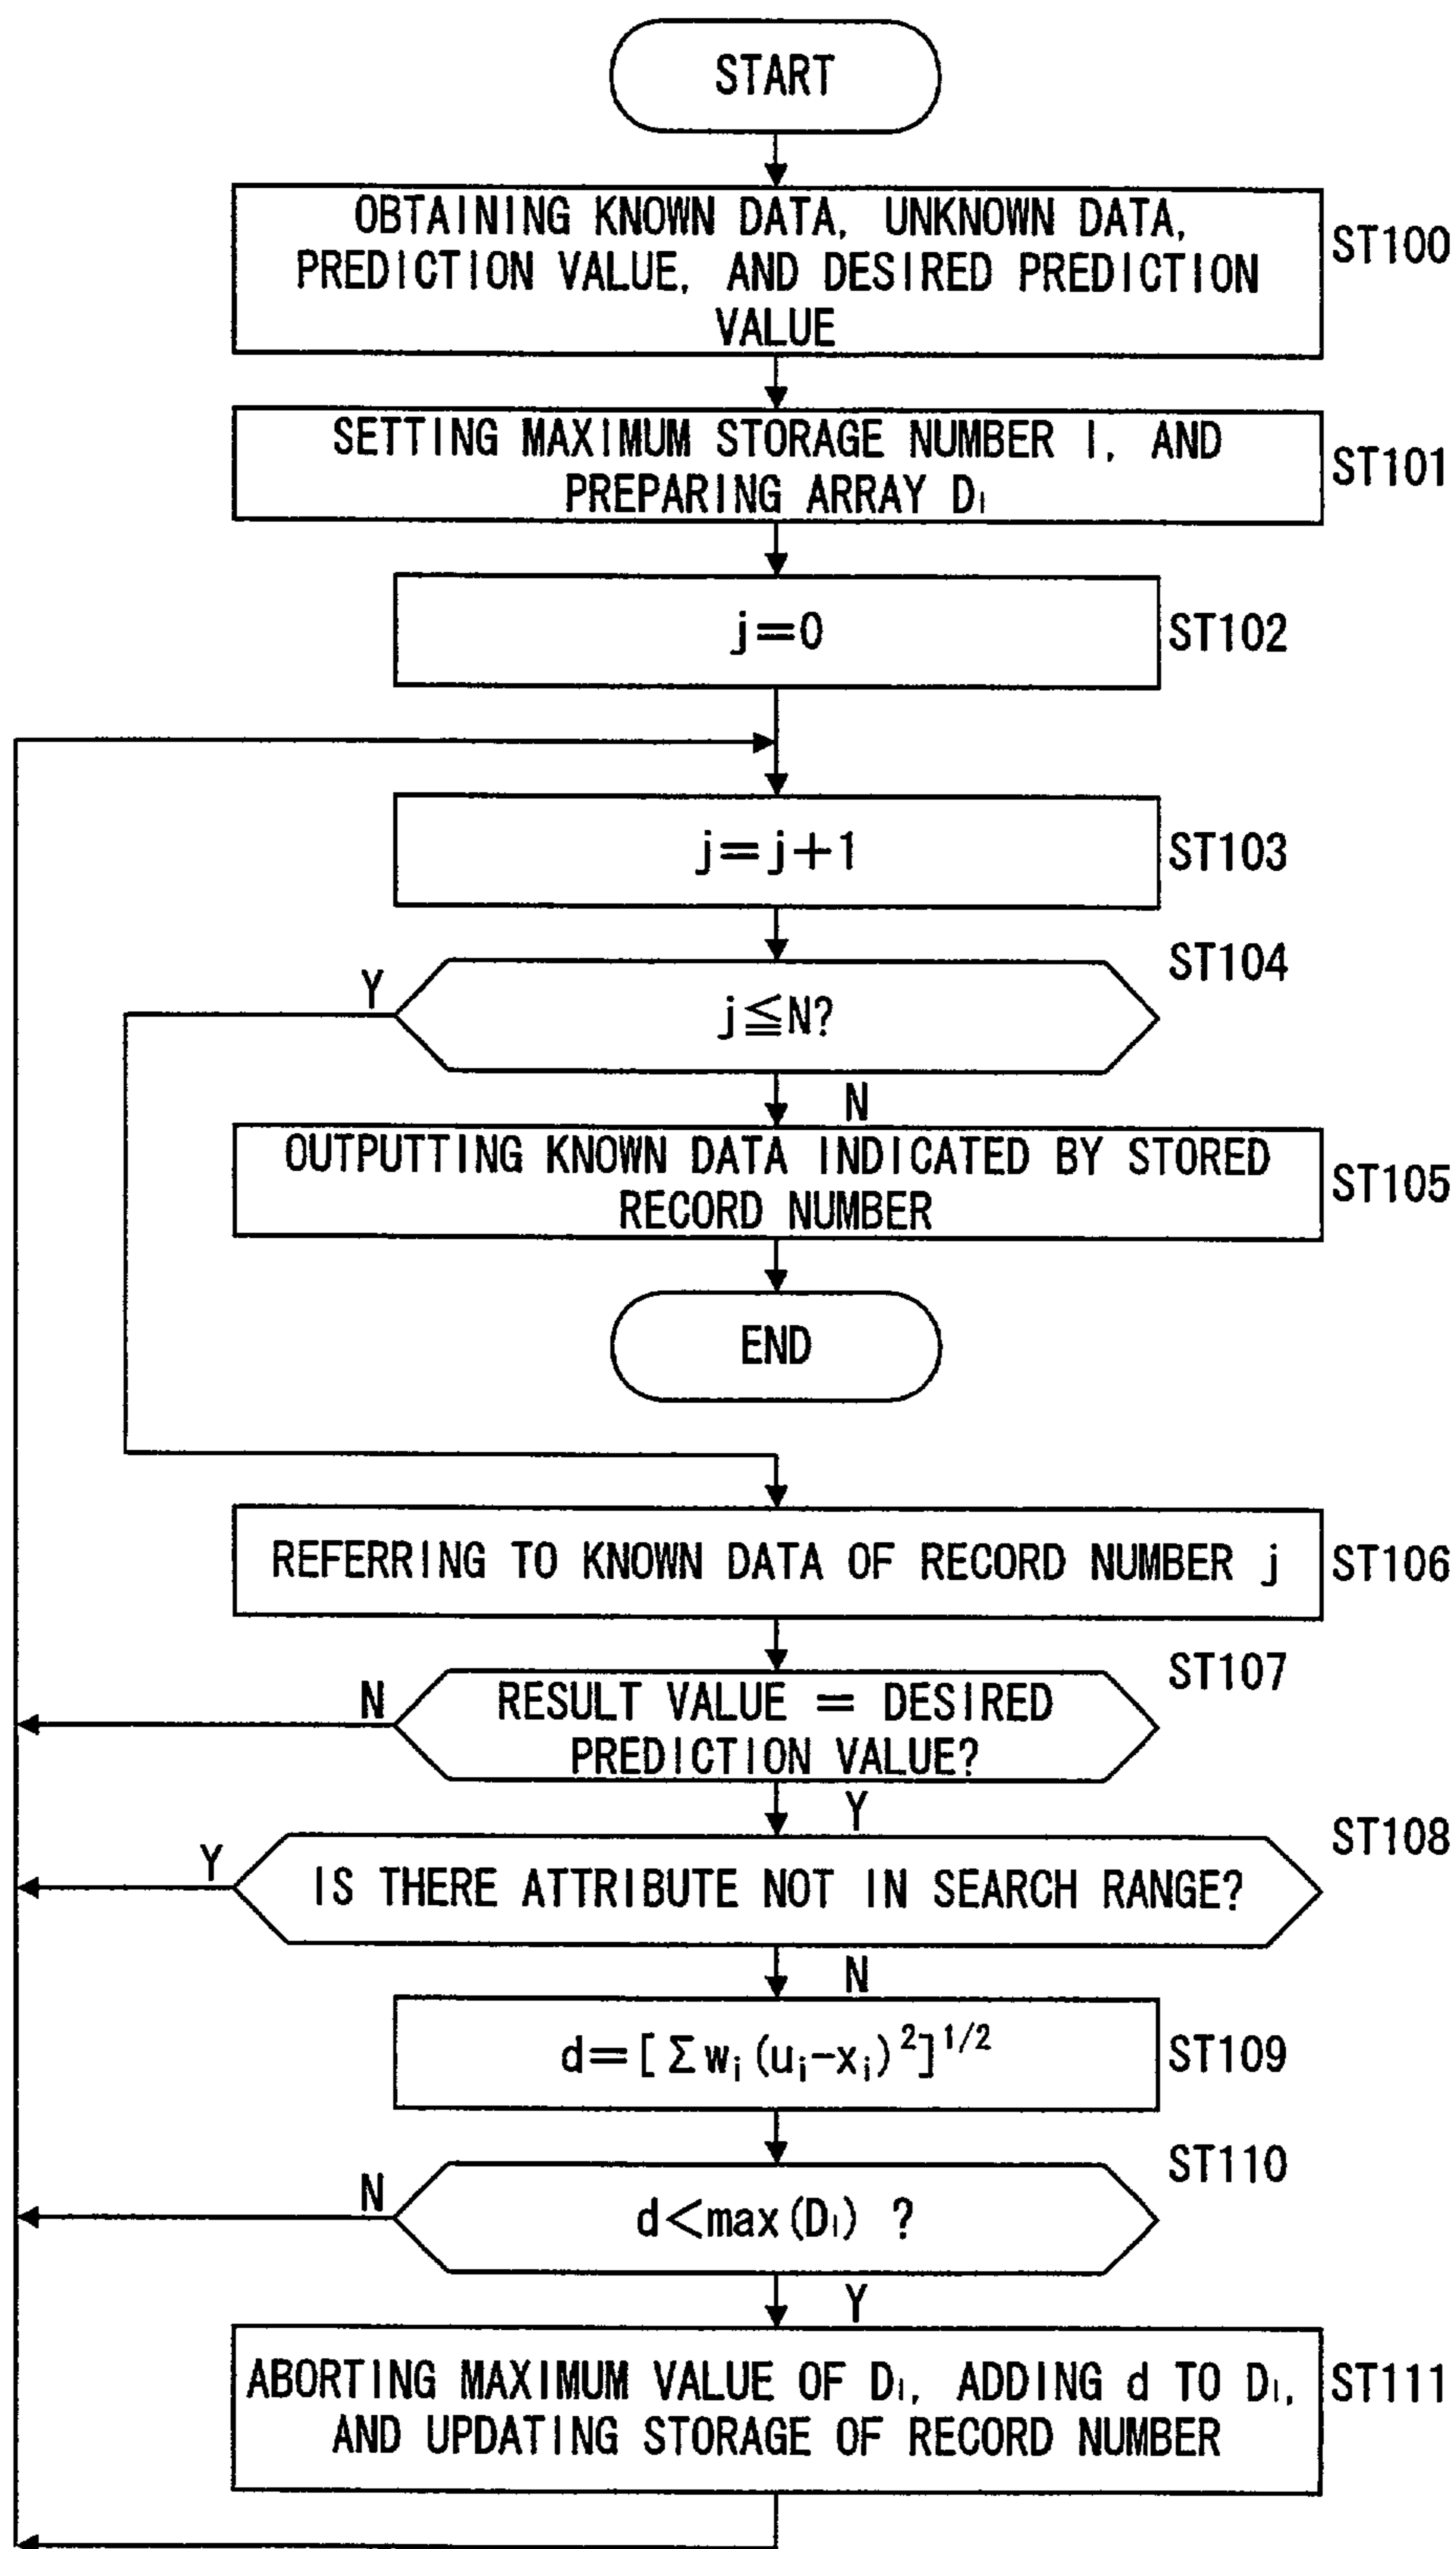 START
OBTAINING KNOWN DATA, UNKNOWN DATA,
PREDICTION VALUE, AND DESIRED PREDICTION
VALUE
ST100
SETTING MAXIMUM STORAGE NUMBER l, AND
PREPARING ARRAY Dₗ
ST101
j=0
ST102
j=j+1
ST103
ST104
Y
j≦N?
N
OUTPUTTING KNOWN DATA INDICATED BY STORED
RECORD NUMBER
ST105
END
REFERRING TO KNOWN DATA OF RECORD NUMBER j
ST106
ST107
N
RESULT VALUE = DESIRED
PREDICTION VALUE?
Y
ST108
Y
IS THERE ATTRIBUTE NOT IN SEARCH RANGE?
N
d=[Σwᵢ(uᵢ-xᵢ)²]^1/2
ST109
ST110
N
d<max(Dₗ) ?
Y
ABORTING MAXIMUM VALUE OF Dₗ, ADDING d TO Dₗ,
AND UPDATING STORAGE OF RECORD NUMBER
ST111